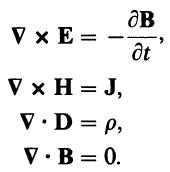 ∇ × E = −∂B/∂t,
∇ × H = J,
∇ · D = ρ,
∇ · B = 0.